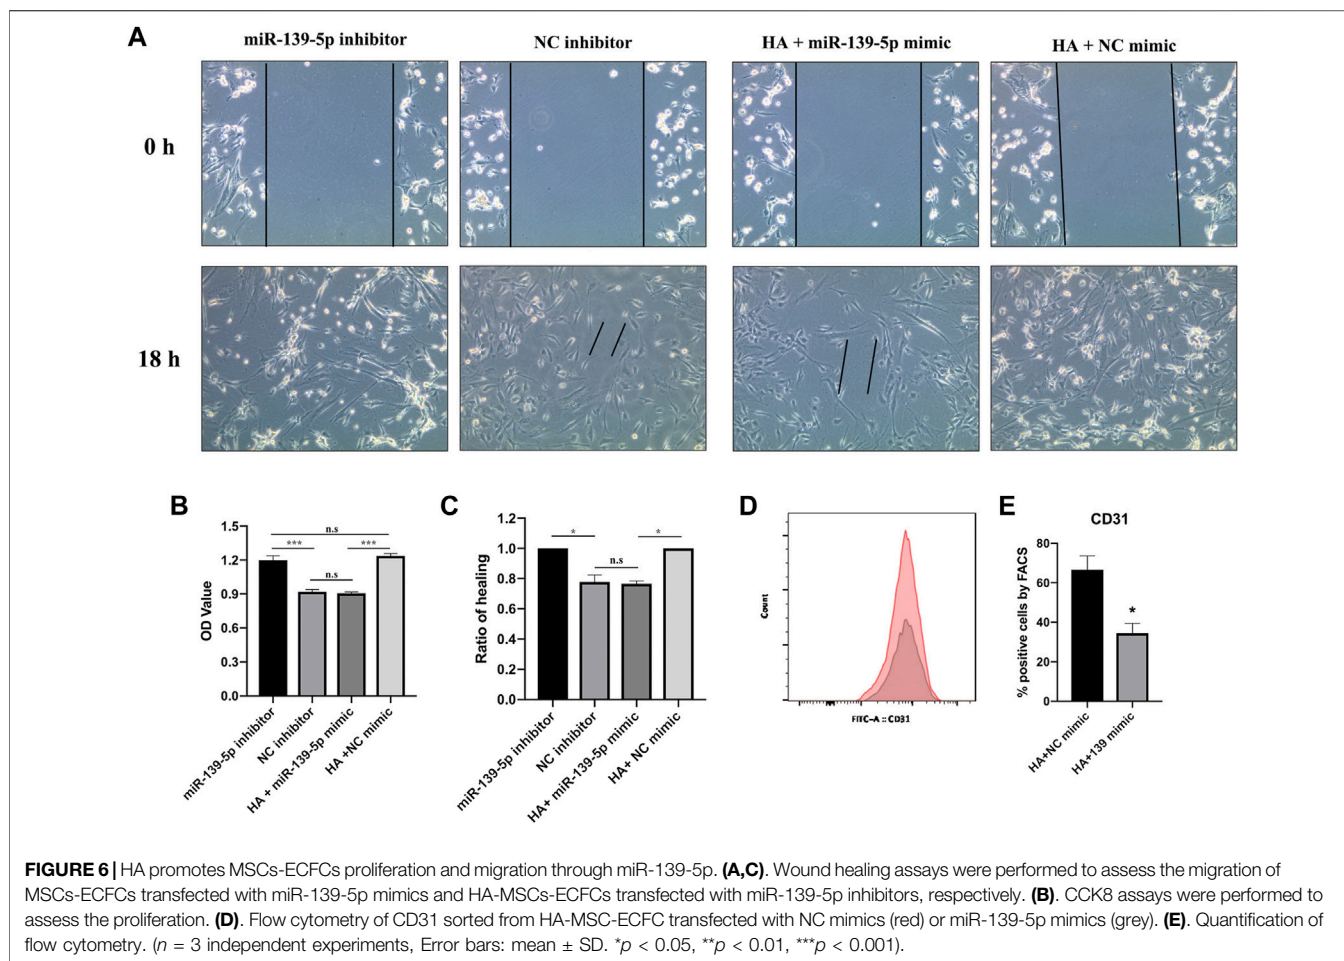 A
miR-139-5p inhibitor
NC inhibitor
HA + miR-139-5p mimic
HA + NC mimic
0 h
18 h
B
OD Value
1.5
1.2
0.9
0.6
0.3
0.0
n.s
***
***
n.s
miR-139-5p inhibitor
NC inhibitor
HA + miR-139-5p mimic
HA +NC mimic
C
Ratio of healing
1.2
1.0
0.8
0.6
0.4
0.2
0.0
*
*
n.s
miR-139-5p inhibitor
NC inhibitor
HA+ miR-139-5p mimic
HA+ NC mimic
D
Count
FITC-A :: CD31
E
CD31
% positive cells by FACS
80
60
40
20
0
*
HA+NC mimic
HA+139 mimic
FIGURE 6 | HA promotes MSCs-ECFCs proliferation and migration through miR-139-5p. (A,C). Wound healing assays were performed to assess the migration of
MSCs-ECFCs transfected with miR-139-5p mimics and HA-MSCs-ECFCs transfected with miR-139-5p inhibitors, respectively. (B). CCK8 assays were performed to
assess the proliferation. (D). Flow cytometry of CD31 sorted from HA-MSC-ECFC transfected with NC mimics (red) or miR-139-5p mimics (grey). (E). Quantification of
flow cytometry. (n = 3 independent experiments, Error bars: mean ± SD. *p < 0.05, **p < 0.01, ***p < 0.001).